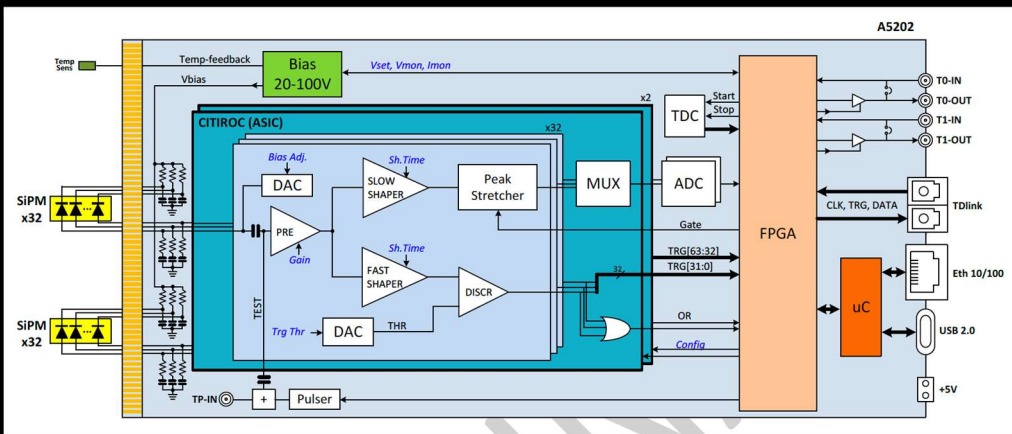 A5202
Temp
Sens
Temp-feedback
Vbias
Bias
20-100V
Vset, Vmon, Imon
x2
CITIROC (ASIC)
x32
Bias Adj.
DAC
Sh.Time
SLOW
SHAPER
Peak
Stretcher
MUX
ADC
TDC
Start
Stop
FPGA
T0-IN
T0-OUT
T1-IN
T1-OUT
SiPM
x32
PRE
Gain
Gate
CLK, TRG, DATA
TDlink
Sh.Time
FAST
SHAPER
DISCR
TRG[63:32]
TRG[31:0]
32
Eth 10/100
uC
SiPM
x32
TEST
Trg Thr
DAC
THR
OR
Config
USB 2.0
TP-IN
+
Pulser
+5V